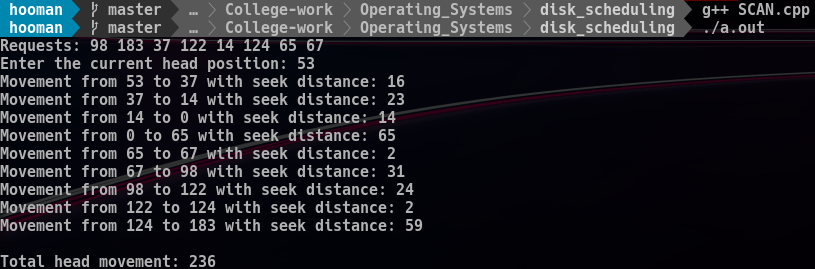 hooman master … College-work Operating_Systems disk_scheduling g++ SCAN.cpp
hooman master … College-work Operating_Systems disk_scheduling ./a.out
Requests: 98 183 37 122 14 124 65 67
Enter the current head position: 53
Movement from 53 to 37 with seek distance: 16
Movement from 37 to 14 with seek distance: 23
Movement from 14 to 0 with seek distance: 14
Movement from 0 to 65 with seek distance: 65
Movement from 65 to 67 with seek distance: 2
Movement from 67 to 98 with seek distance: 31
Movement from 98 to 122 with seek distance: 24
Movement from 122 to 124 with seek distance: 2
Movement from 124 to 183 with seek distance: 59
Total head movement: 236